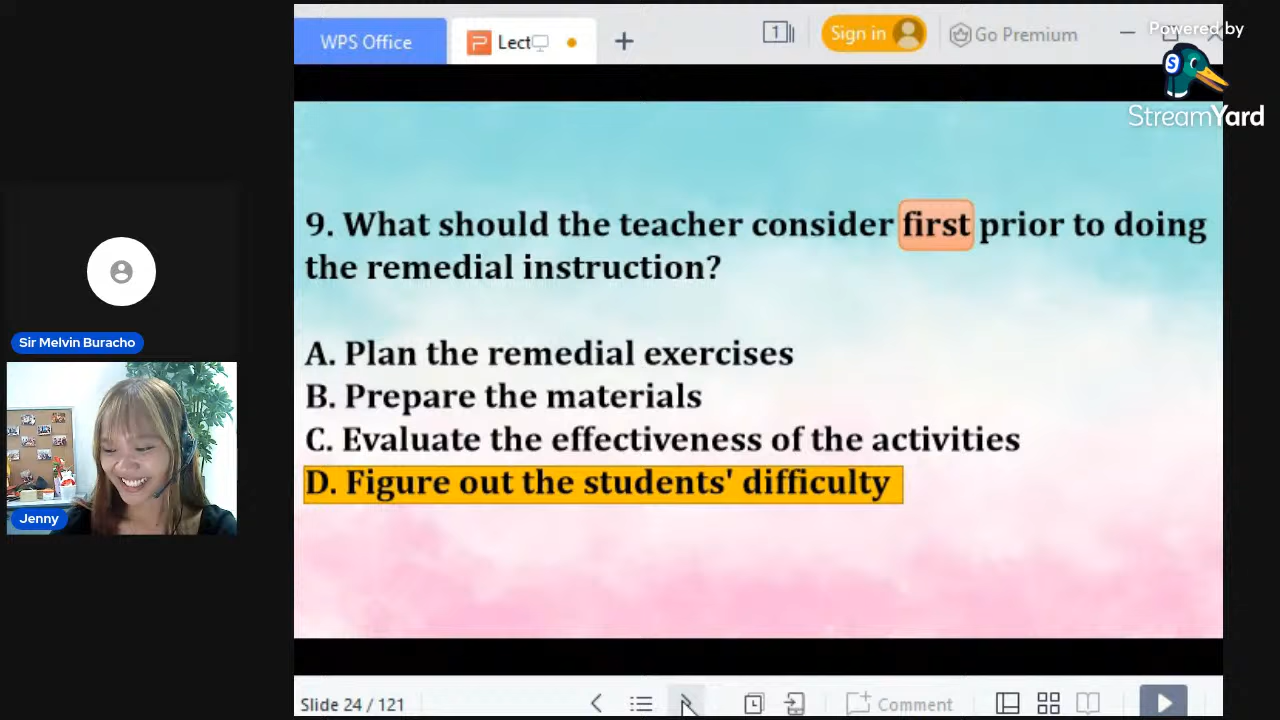 WPS Office
Lect
1
Sign in
Go Premium
Powered by
S
StreamYard
9. What should the teacher consider first prior to doing
the remedial instruction?
A. Plan the remedial exercises
B. Prepare the materials
C. Evaluate the effectiveness of the activities
D. Figure out the students' difficulty
Sir Melvin Buracho
Jenny
Slide 24 / 121
Comment